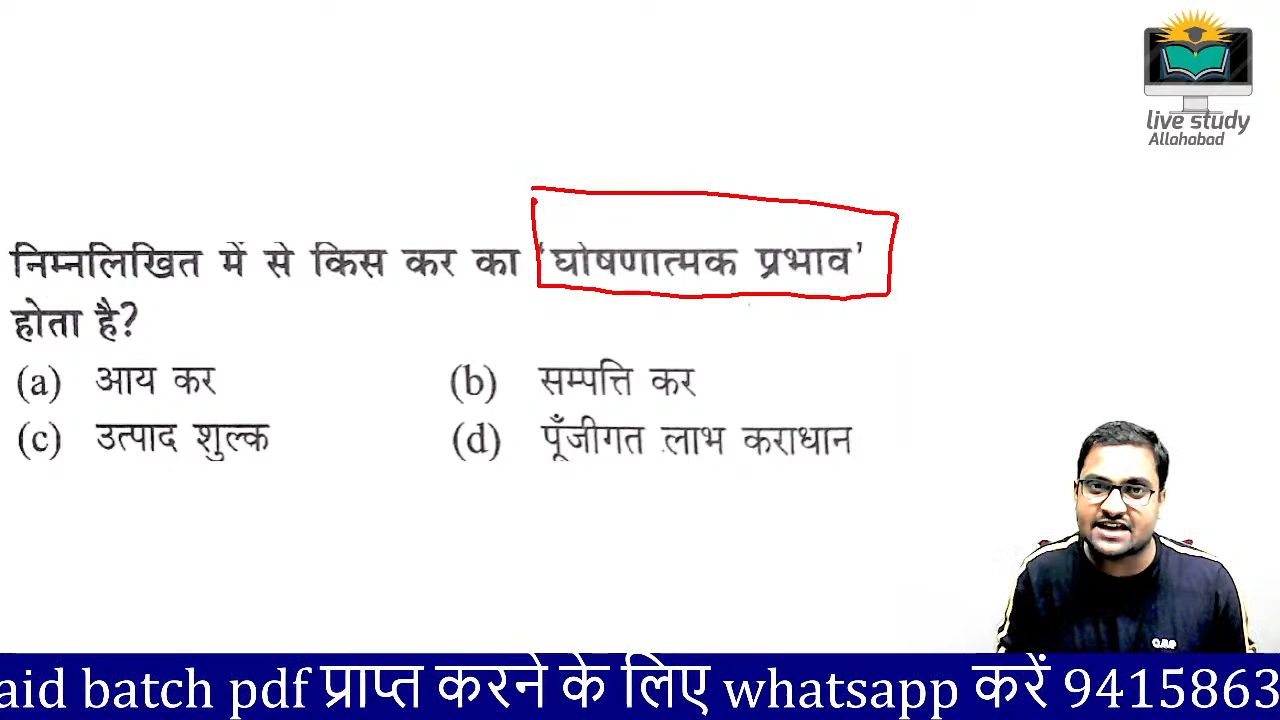 live study
Allahabad
निम्नलिखित में से किस कर का 'घोषणात्मक प्रभाव'
होता है?
(a) आय कर (b) सम्पत्ति कर
(c) उत्पाद शुल्क (d) पूँजीगत लाभ कराधान
aid batch pdf प्राप्त करने के लिए whatsapp करें 9415863